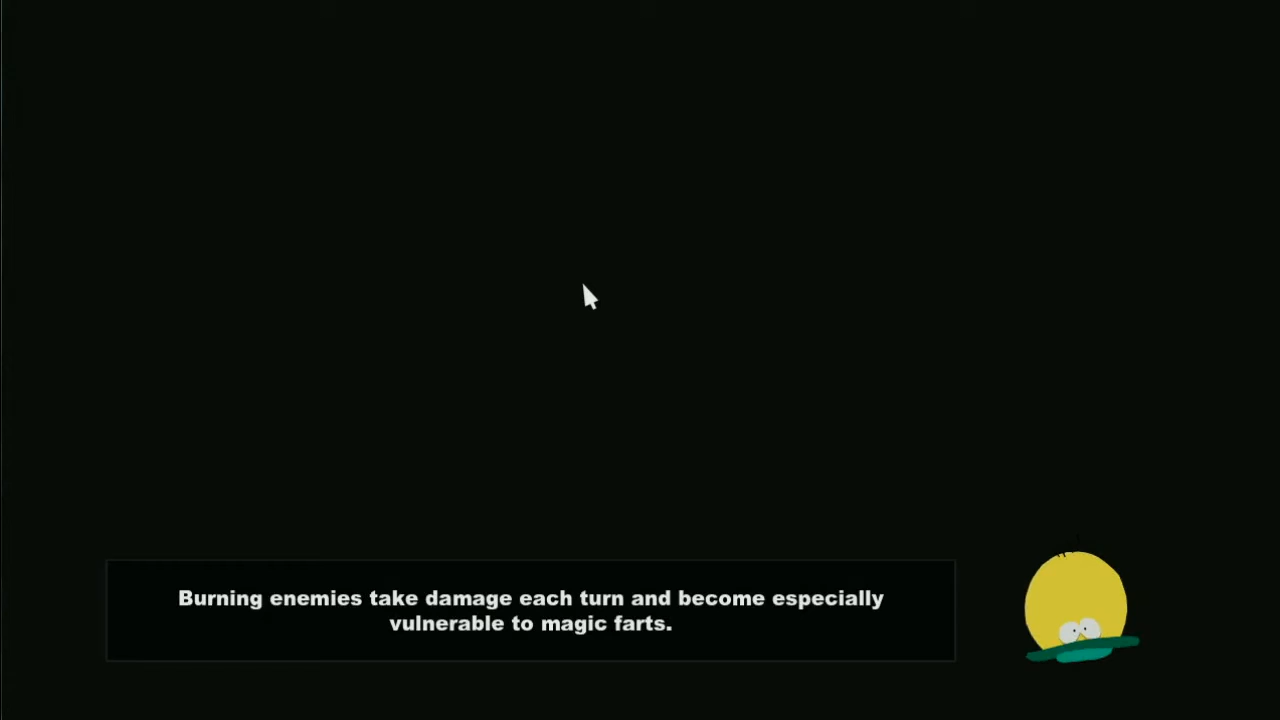 Burning enemies take damage each turn and become especially
vulnerable to magic farts.